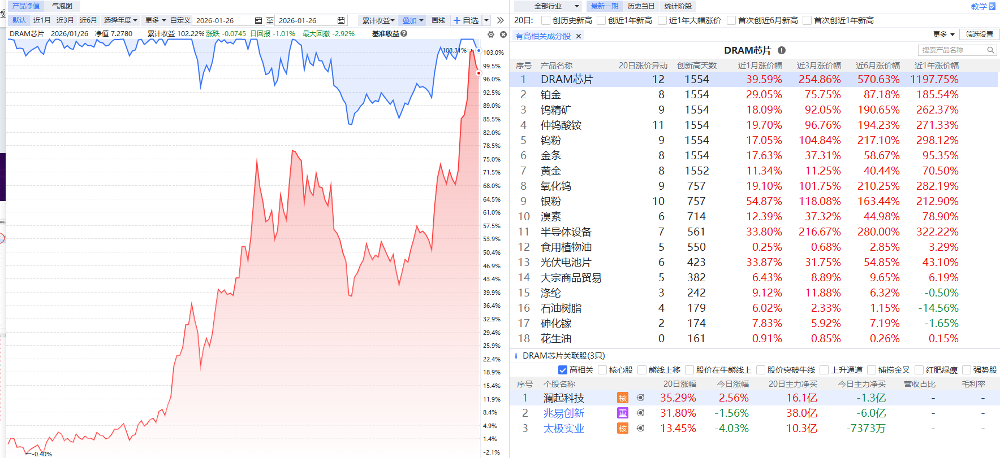 产品净值 气泡图
默认 近1月 近3月 近6月 选择年度 更多 自定义 2026-01-26 至 2026-01-26 累计收益 叠加 画线 + 自选
DRAM芯片 2026/01/26 净值 7.2780 累计收益 102.22% 涨跌 -0.0745 日回报 -1.01% 最大回撤 -2.92% 基准收益
108.31%
103.0%
99.5%
96.0%
92.5%
89.0%
85.5%
82.0%
78.5%
75.0%
71.5%
68.0%
64.5%
61.0%
57.5%
53.9%
50.4%
46.9%
43.4%
39.9%
36.4%
32.9%
29.4%
25.9%
22.4%
18.9%
15.4%
11.9%
8.4%
4.9%
1.4%
-2.1%
-0.40%
全部行业 最新一期 历史当日 统计阶段 教学
20日: 创历史新高 创近1年新高 近1年大幅涨价 首次创近6月新高 首次创近1年新高
有高相关成分股 × 更多 筛选设置
DRAM芯片 搜索产品名称
序号 产品名称 20日涨价异动 创新高天数 近1月涨价幅 近3月涨价幅 近6月涨价幅 近1年涨价幅
1 DRAM芯片 12 1554 39.59% 254.86% 570.63% 1197.75%
2 铂金 8 1554 29.05% 75.75% 87.18% 185.54%
3 钨精矿 9 1554 18.09% 92.05% 190.65% 262.37%
4 仲钨酸铵 11 1554 19.70% 96.76% 194.23% 271.33%
5 钨粉 9 1554 17.05% 104.84% 217.10% 298.12%
6 金条 8 1554 17.63% 37.31% 58.67% 95.35%
7 黄金 8 1552 11.34% 11.25% 40.44% 70.50%
8 氧化钨 9 757 19.10% 101.75% 210.25% 282.19%
9 银粉 10 757 54.87% 118.08% 163.44% 212.90%
10 溴素 6 714 12.39% 37.32% 44.98% 78.90%
11 半导体设备 7 561 33.80% 216.67% 280.00% 322.22%
12 食用植物油 5 550 0.25% 0.68% 2.85% 3.29%
13 光伏电池片 6 423 33.87% 31.75% 54.85% 43.10%
14 大宗商品贸易 5 382 6.43% 8.89% 9.65% 6.19%
15 涤纶 3 242 9.12% 11.88% 6.32% -0.50%
16 石油树脂 4 179 6.02% 2.33% 1.15% -14.56%
17 砷化镓 2 174 7.83% 5.92% 7.19% -1.65%
18 花生油 0 161 0.91% 0.85% 0.26% 0.15%
DRAM芯片关联股(3只)
高相关 核心股 熊线上移 股价在牛熊线上 股价突破牛线 上升通道 捕捞金叉 红肥绿瘦 强势股
序号 个股名称 20日涨幅 今日涨幅 20日主力净买 今日主力净买 营收占比 毛利率
1 澜起科技 核 35.29% 2.56% 16.1亿 -1.3亿 - -
2 兆易创新 重 31.80% -1.56% 38.0亿 -6.0亿 - -
3 太极实业 核 13.45% -4.03% 10.3亿 -7373万 - -